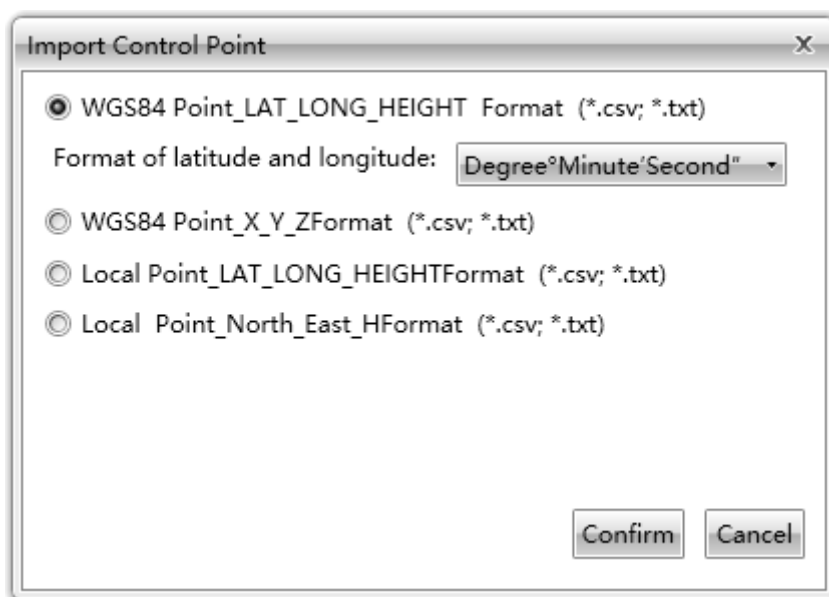 Import Control Point
WGS84 Point_LAT_LONG_HEIGHT Format (*.csv; *.txt)
Format of latitude and longitude: Degree°Minute′Second″
WGS84 Point_X_Y_ZFormat (*.csv; *.txt)
Local Point_LAT_LONG_HEIGHTFormat (*.csv; *.txt)
Local Point_North_East_HFormat (*.csv; *.txt)
Confirm Cancel